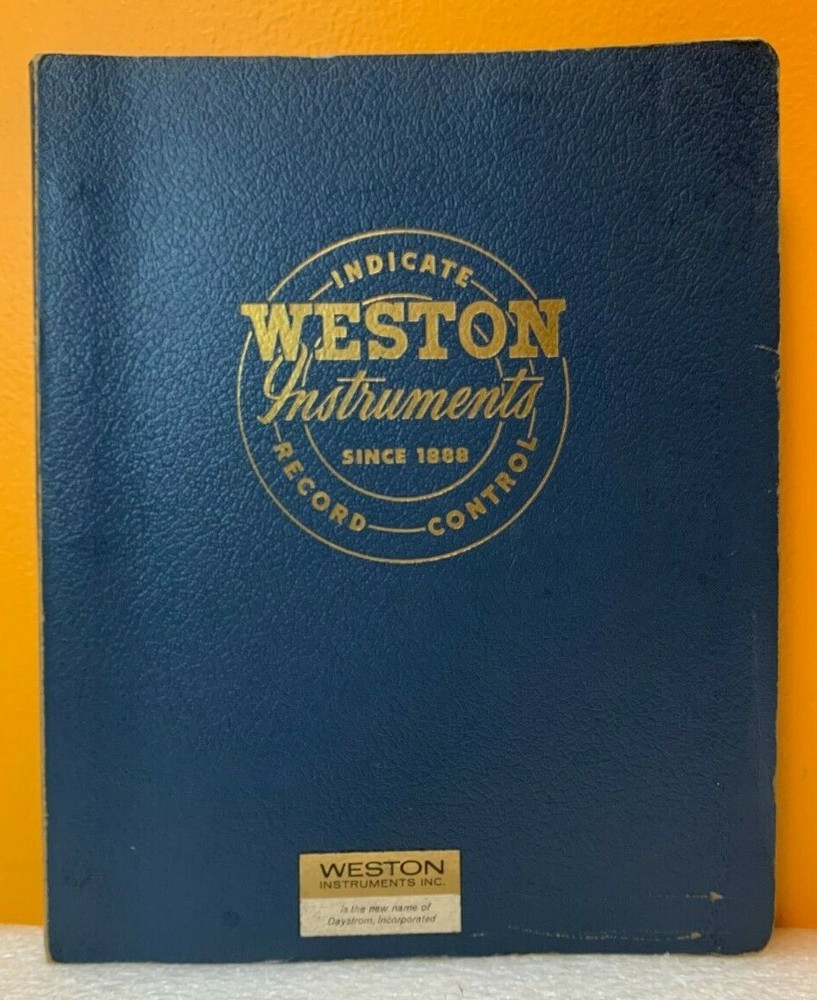 INDICATE
WESTON
Instruments
SINCE 1888
RECORD CONTROL
WESTON
INSTRUMENTS INC.
is the new name of
Daystrom, Incorporated